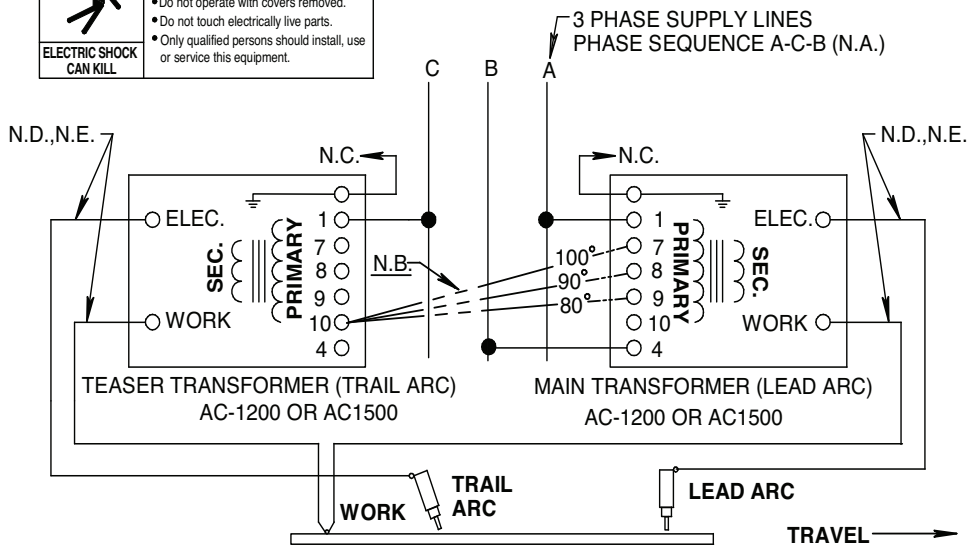 • Do not operate with covers removed.
• Do not touch electrically live parts.
• Only qualified persons should install, use
or service this equipment.
ELECTRIC SHOCK
CAN KILL
3 PHASE SUPPLY LINES
PHASE SEQUENCE A-C-B (N.A.)
C B A
N.D.,N.E.
N.C.
N.C.
N.D.,N.E.
ELEC.
WORK
SEC.
PRIMARY
1
7
8
9
10
4
N.B.
100°
90°
80°
1
7
8
9
10
4
PRIMARY
SEC.
ELEC.
WORK
TEASER TRANSFORMER (TRAIL ARC)
AC-1200 OR AC1500
MAIN TRANSFORMER (LEAD ARC)
AC-1200 OR AC1500
WORK
TRAIL
ARC
LEAD ARC
TRAVEL